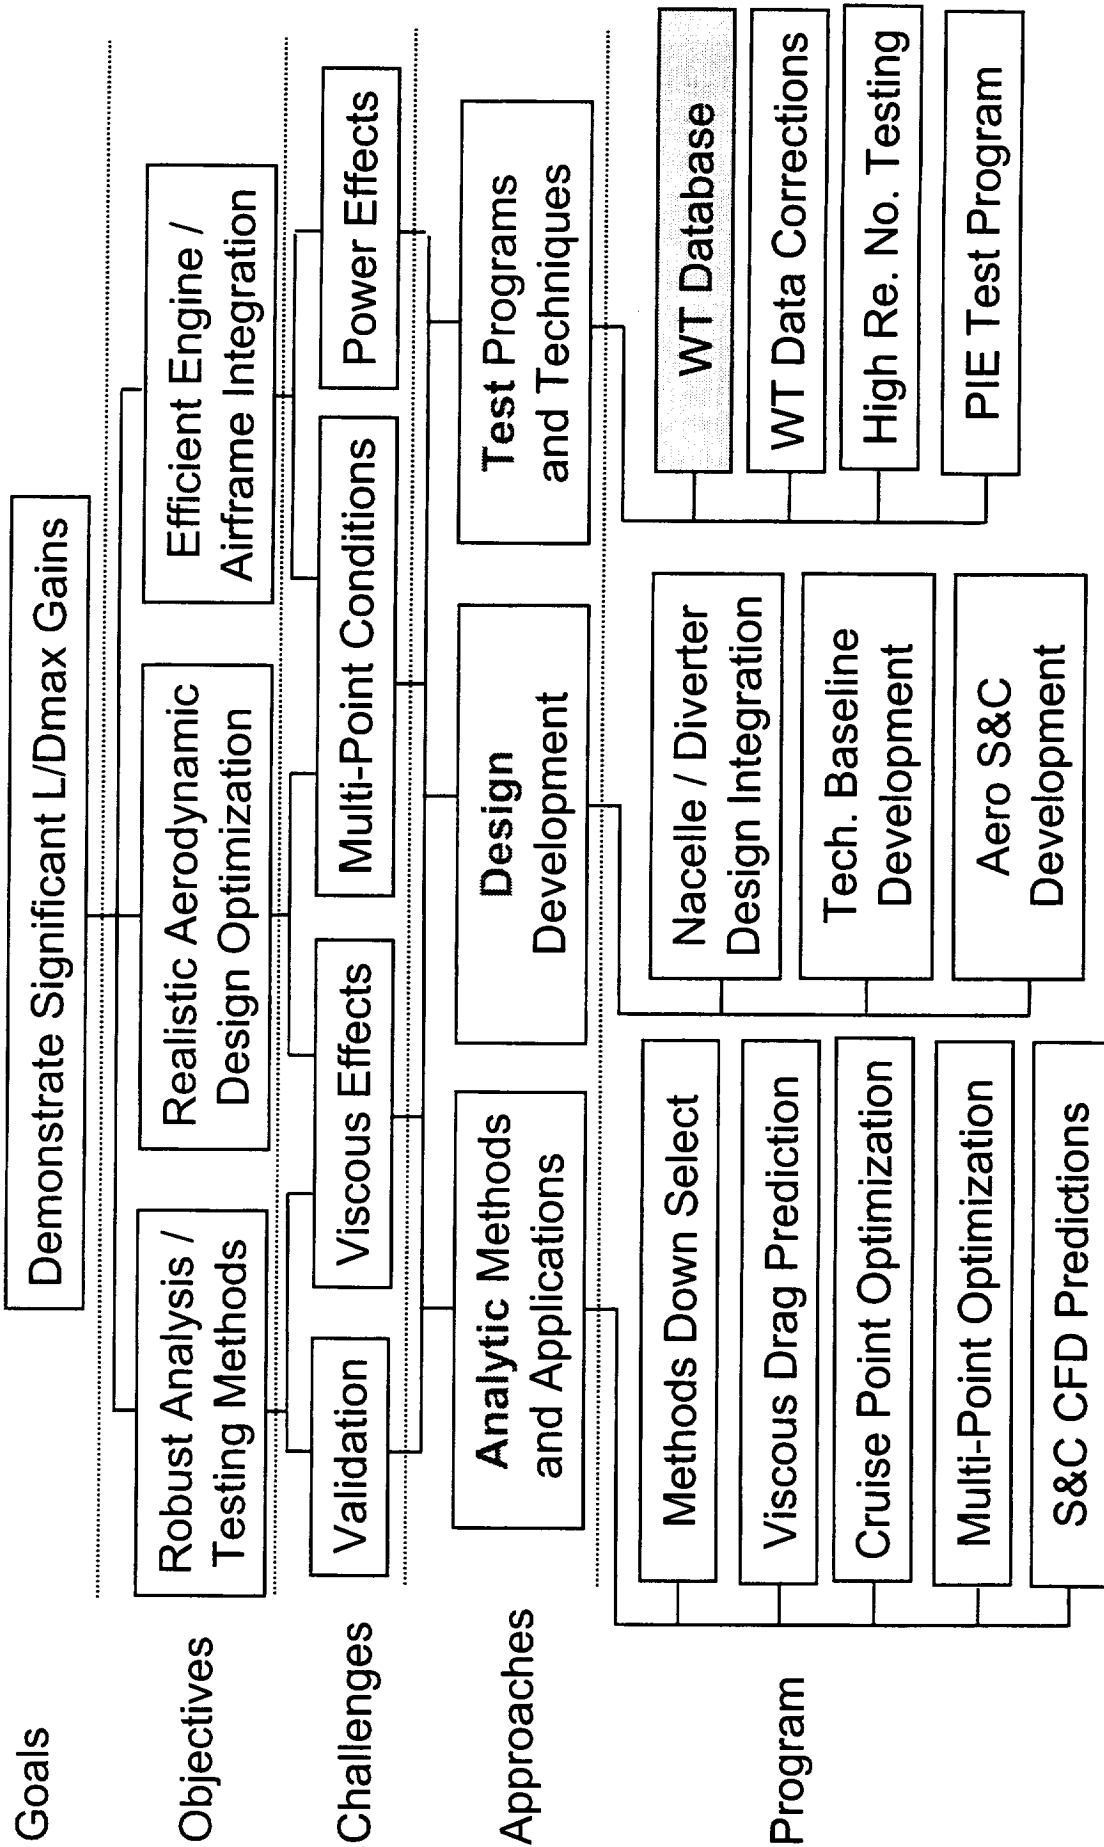 Goals
Demonstrate Significant L/Dmax Gains
Objectives
Robust Analysis /
Testing Methods
Realistic Aerodynamic
Design Optimization
Efficient Engine /
Airframe Integration
Challenges
Validation
Viscous Effects
Multi-Point Conditions
Power Effects
Approaches
Analytic Methods
and Applications
Design
Development
Test Programs
and Techniques
Program
Methods Down Select
Viscous Drag Prediction
Cruise Point Optimization
Multi-Point Optimization
S&C CFD Predictions
Nacelle / Diverter
Design Integration
Tech. Baseline
Development
Aero S&C
Development
WT Database
WT Data Corrections
High Re. No. Testing
PIE Test Program